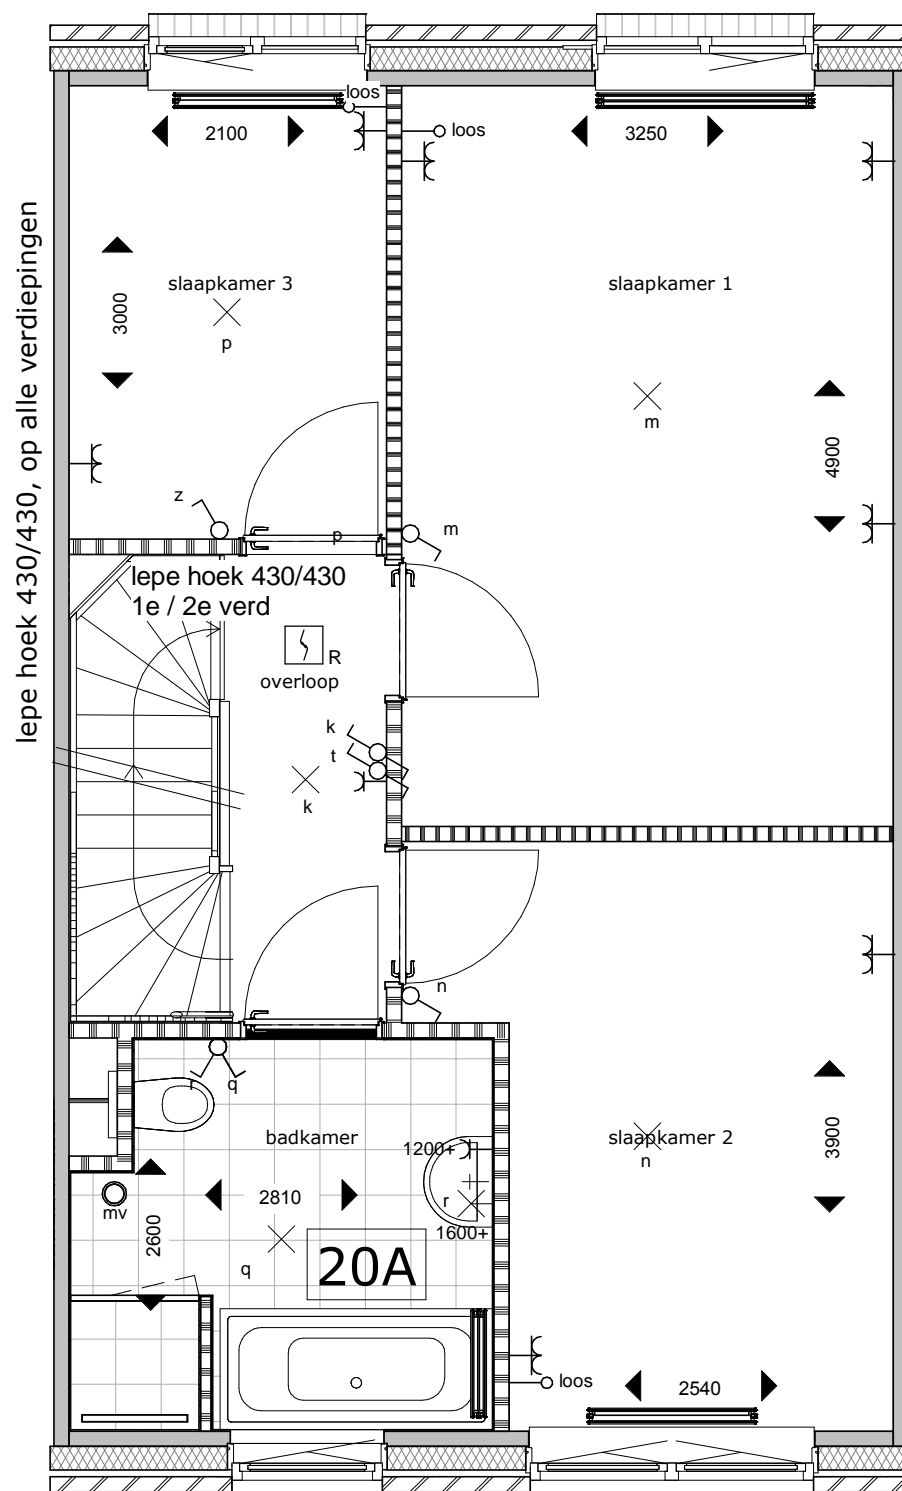 loos
2100
loos
3250
lepe hoek 430/430, op alle verdiepingen
slaapkamer 3
slaapkamer 1
3000
p
m
4900
z
p
m
lepe hoek 430/430
1e / 2e verd
R
overloop
k
t
k
n
r
q
badkamer
1200+
slaapkamer 2
n
3900
mv
2810
r
2600
1600+
q
20A
loos
2540